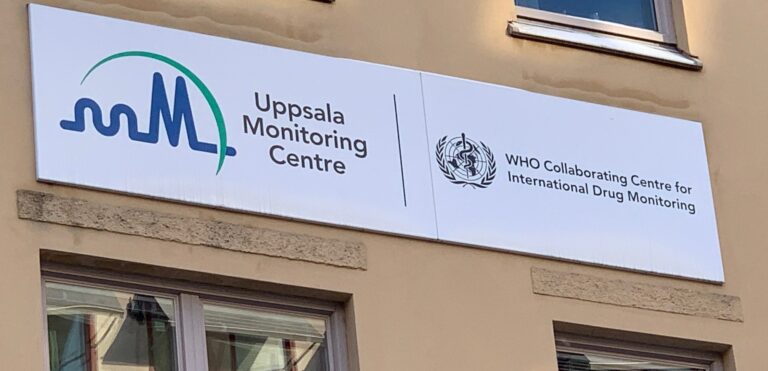 Uppsala
Monitoring
Centre
WHO Collaborating Centre for
International Drug Monitoring